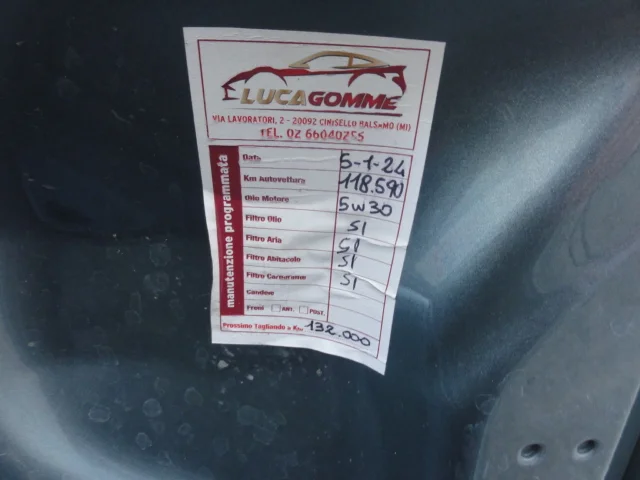 LUCAGOMME
VIA LAVORATORI, 2 - 20092 CINISELLO BALSAMO (MI)
TEL. 02 66040255
manutenzione programmata
Data 5-1-24
Km Autovettura 118.590
Olio Motore 5W30
Filtro Olio SI
Filtro Aria SI
Filtro Abitacolo SI
Filtro Carburante SI
Candele
Freni ANT. POST.
Prossimo Tagliando a Km 132.000